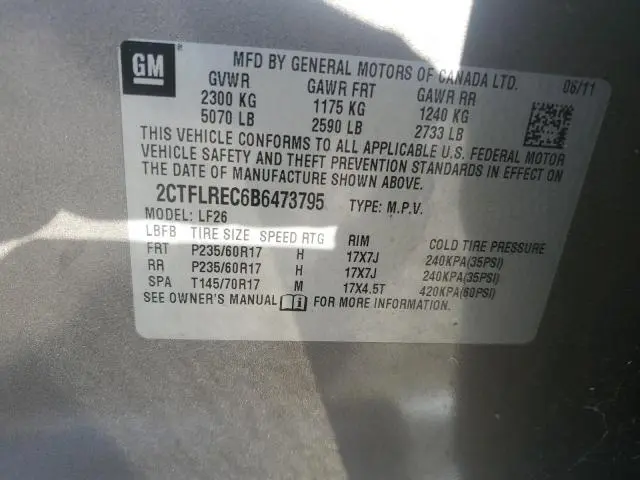 GM
MFD BY GENERAL MOTORS OF CANADA LTD. 06/11
GVWR GAWR FRT GAWR RR
2300 KG 1175 KG 1240 KG
5070 LB 2590 LB 2733 LB
THIS VEHICLE CONFORMS TO ALL APPLICABLE U.S. FEDERAL MOTOR
VEHICLE SAFETY AND THEFT PREVENTION STANDARDS IN EFFECT ON
THE DATE OF MANUFACTURE SHOWN ABOVE.
2CTFLREC6B6473795 TYPE: M.P.V.
MODEL: LF26
LBFB TIRE SIZE SPEED RTG RIM COLD TIRE PRESSURE
FRT P235/60R17 H 17X7J 240KPA(35PSI)
RR P235/60R17 H 17X7J 240KPA(35PSI)
SPA T145/70R17 M 17X4.5T 420KPA(60PSI)
SEE OWNER'S MANUAL FOR MORE INFORMATION.